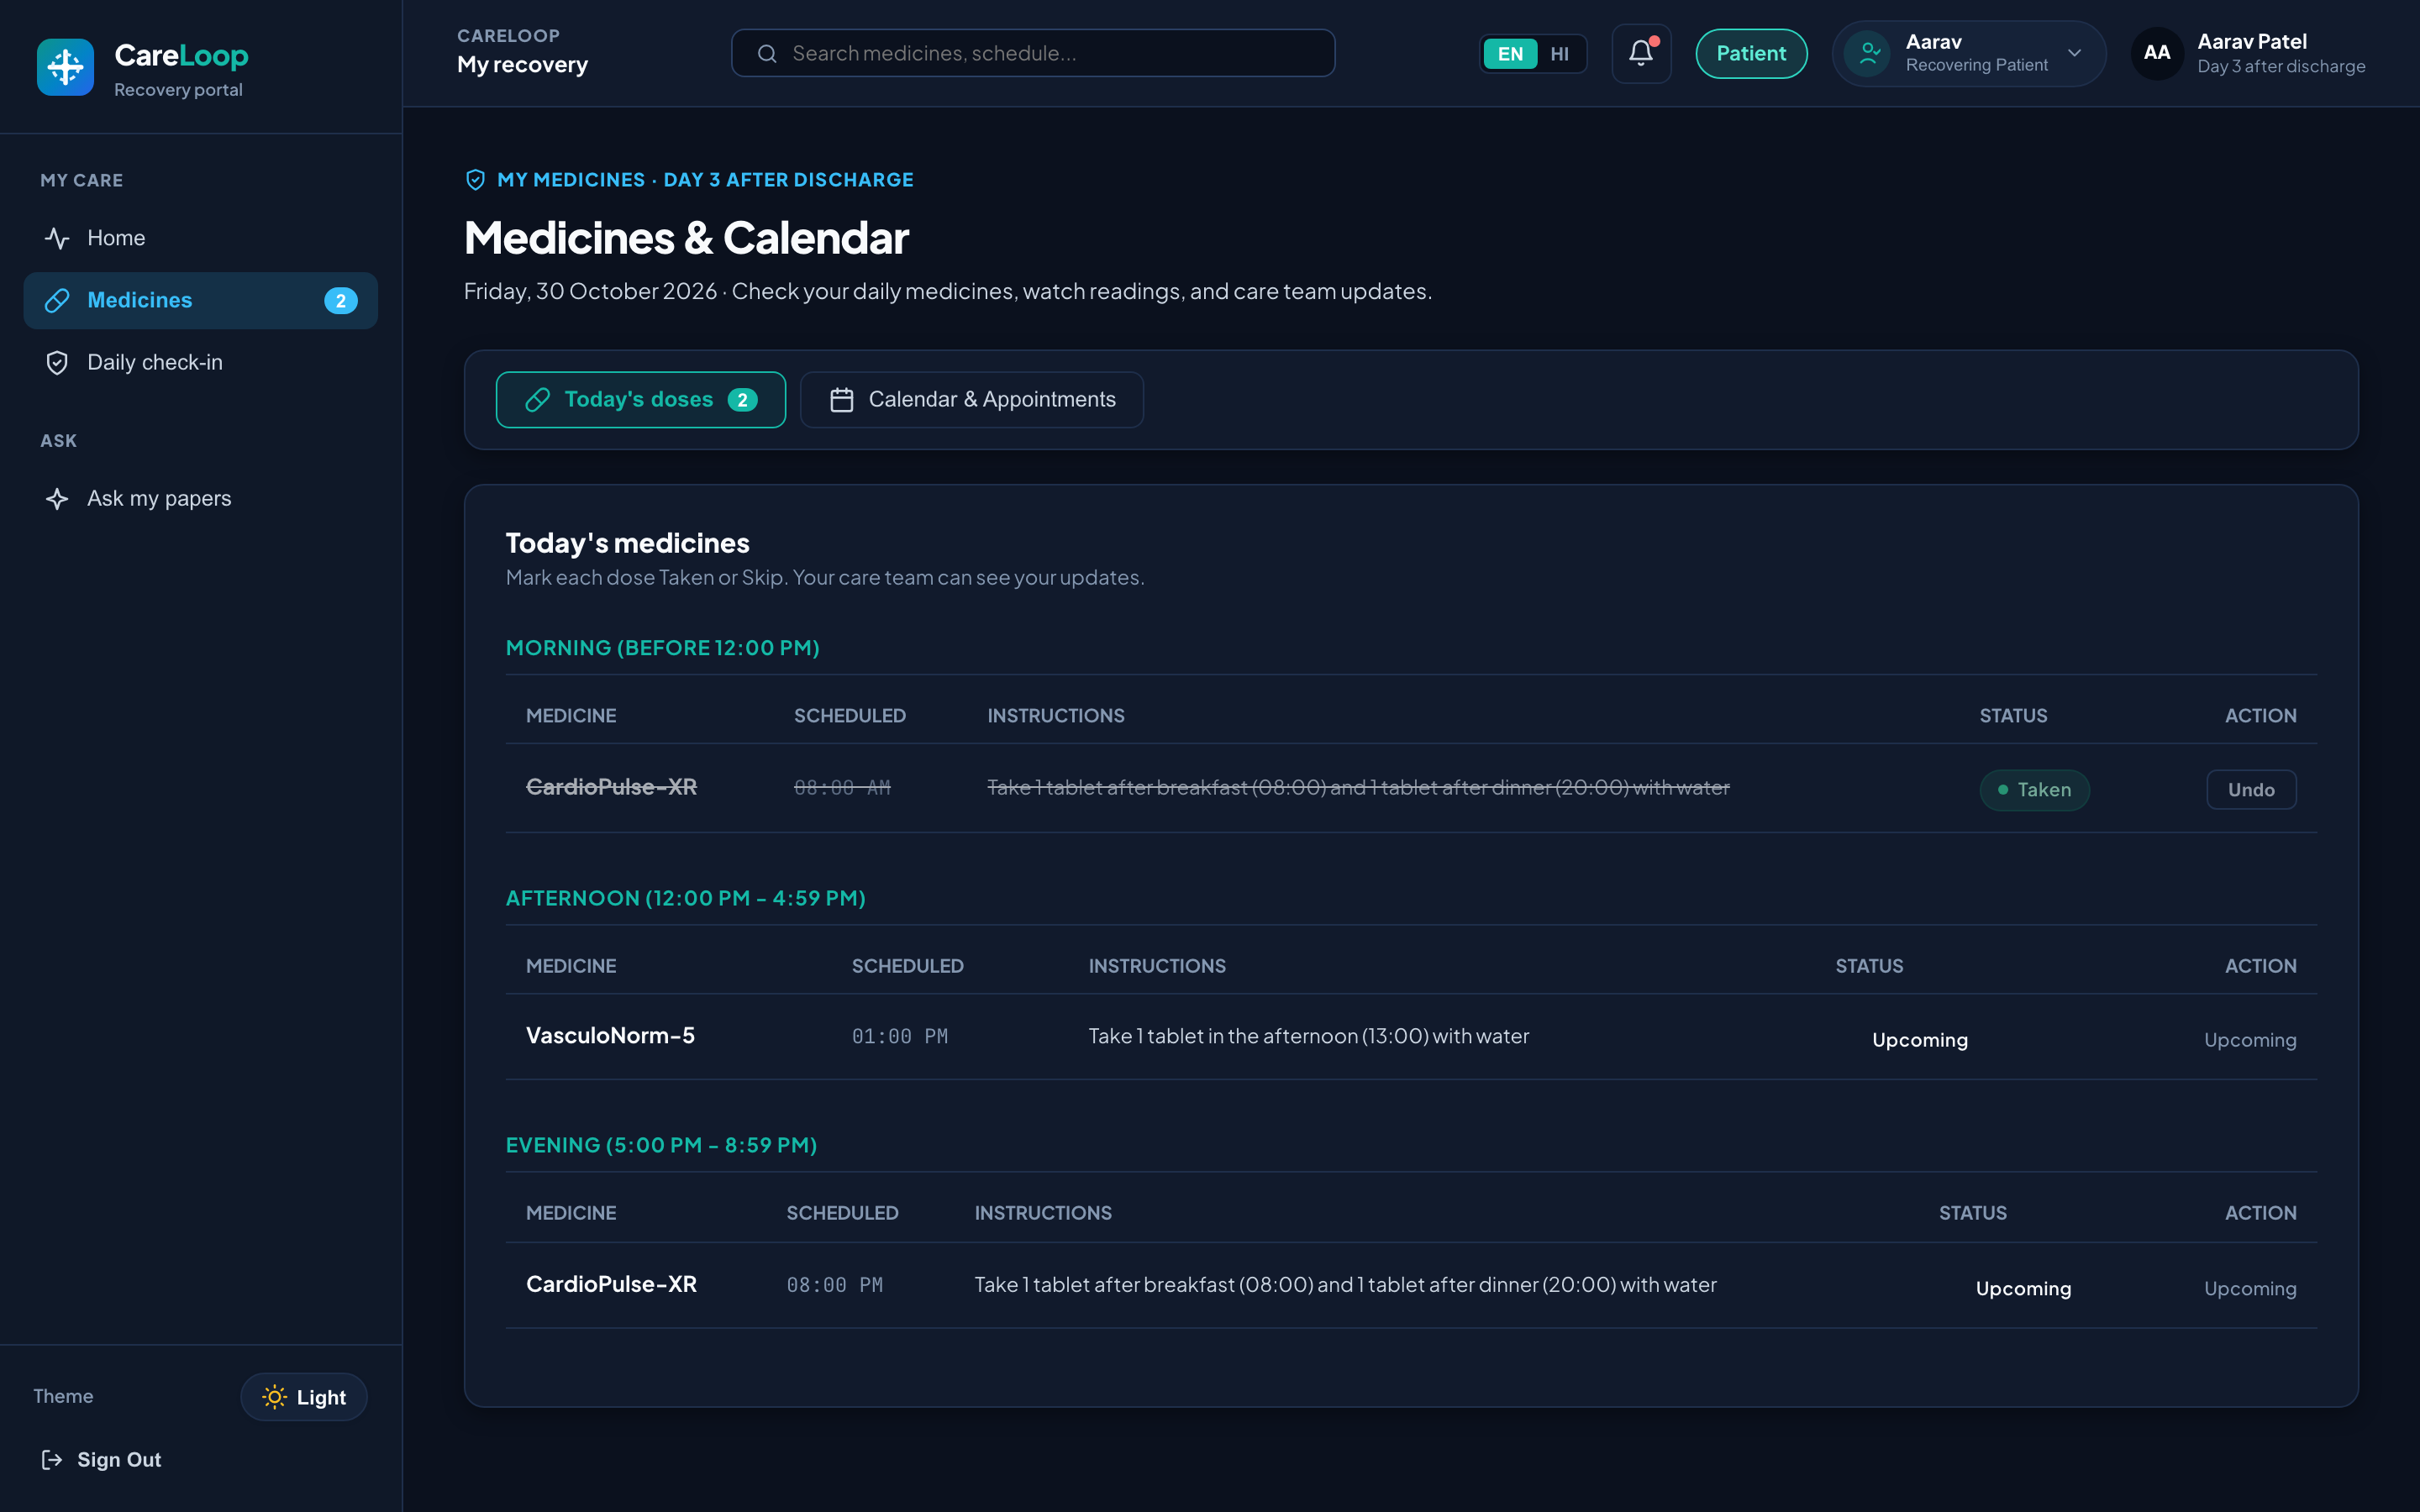 CareLoop
Recovery portal
MY CARE
Home
Medicines 2
Daily check-in
ASK
Ask my papers
Theme
Light
Sign Out
CARELOOP
My recovery
Search medicines, schedule...
EN HI
Patient
Aarav
Recovering Patient
AA
Aarav Patel
Day 3 after discharge
MY MEDICINES · DAY 3 AFTER DISCHARGE
Medicines & Calendar
Friday, 30 October 2026 · Check your daily medicines, watch readings, and care team updates.
Today's doses 2
Calendar & Appointments
Today's medicines
Mark each dose Taken or Skip. Your care team can see your updates.
MORNING (BEFORE 12:00 PM)
MEDICINE SCHEDULED INSTRUCTIONS STATUS ACTION
CardioPulse-XR 08:00 AM Take 1 tablet after breakfast (08:00) and 1 tablet after dinner (20:00) with water Taken Undo
AFTERNOON (12:00 PM – 4:59 PM)
MEDICINE SCHEDULED INSTRUCTIONS STATUS ACTION
VasculoNorm-5 01:00 PM Take 1 tablet in the afternoon (13:00) with water Upcoming Upcoming
EVENING (5:00 PM – 8:59 PM)
MEDICINE SCHEDULED INSTRUCTIONS STATUS ACTION
CardioPulse-XR 08:00 PM Take 1 tablet after breakfast (08:00) and 1 tablet after dinner (20:00) with water Upcoming Upcoming